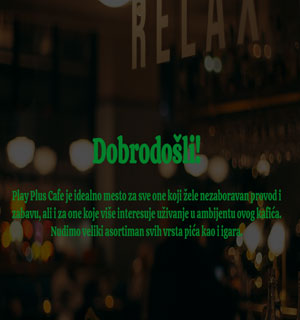 RELAX
Dobrodošli!
Play Plus Cafe je idealno mesto za sve one koji žele nezaboravan provod i
zabavu, ali i za one koje više interesuje uživanje u ambijentu ovog kafića.
Nudimo veliki asortiman svih vrsta pića kao i igara.